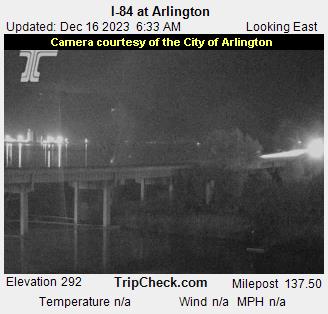 I-84 at Arlington
Updated: Dec 16 2023 6:33 AM Looking East
Camera courtesy of the City of Arlington
Elevation 292 TripCheck.com Milepost 137.50
Temperature n/a Wind n/a MPH n/a